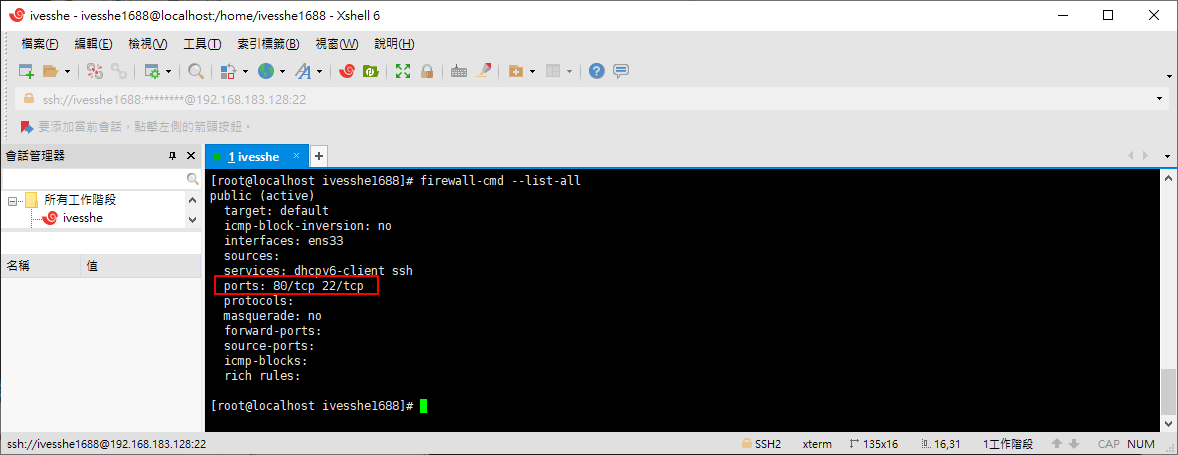 ivesshe - ivesshe1688@localhost:/home/ivesshe1688 - Xshell 6
檔案(F) 編輯(E) 檢視(V) 工具(T) 索引標籤(B) 視窗(W) 說明(H)
ssh://ivesshe1688:********@192.168.183.128:22
要添加當前會話，點擊左側的箭頭按鈕。
會話管理器
所有工作階段
ivesshe
名稱 值
1 ivesshe
[root@localhost ivesshe1688]# firewall-cmd --list-all
public (active)
target: default
icmp-block-inversion: no
interfaces: ens33
sources:
services: dhcpv6-client ssh
ports: 80/tcp 22/tcp
protocols:
masquerade: no
forward-ports:
source-ports:
icmp-blocks:
rich rules:
[root@localhost ivesshe1688]#
ssh://ivesshe1688@192.168.183.128:22 SSH2 xterm 135x16 16,31 1工作階段 CAP NUM